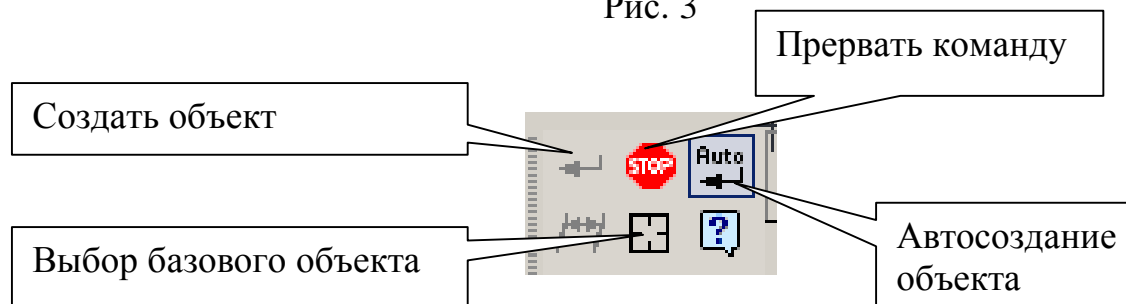 Рис. 3
Прервать команду
Создать объект
STOP
Auto
?
Выбор базового объекта
Автосоздание
объекта